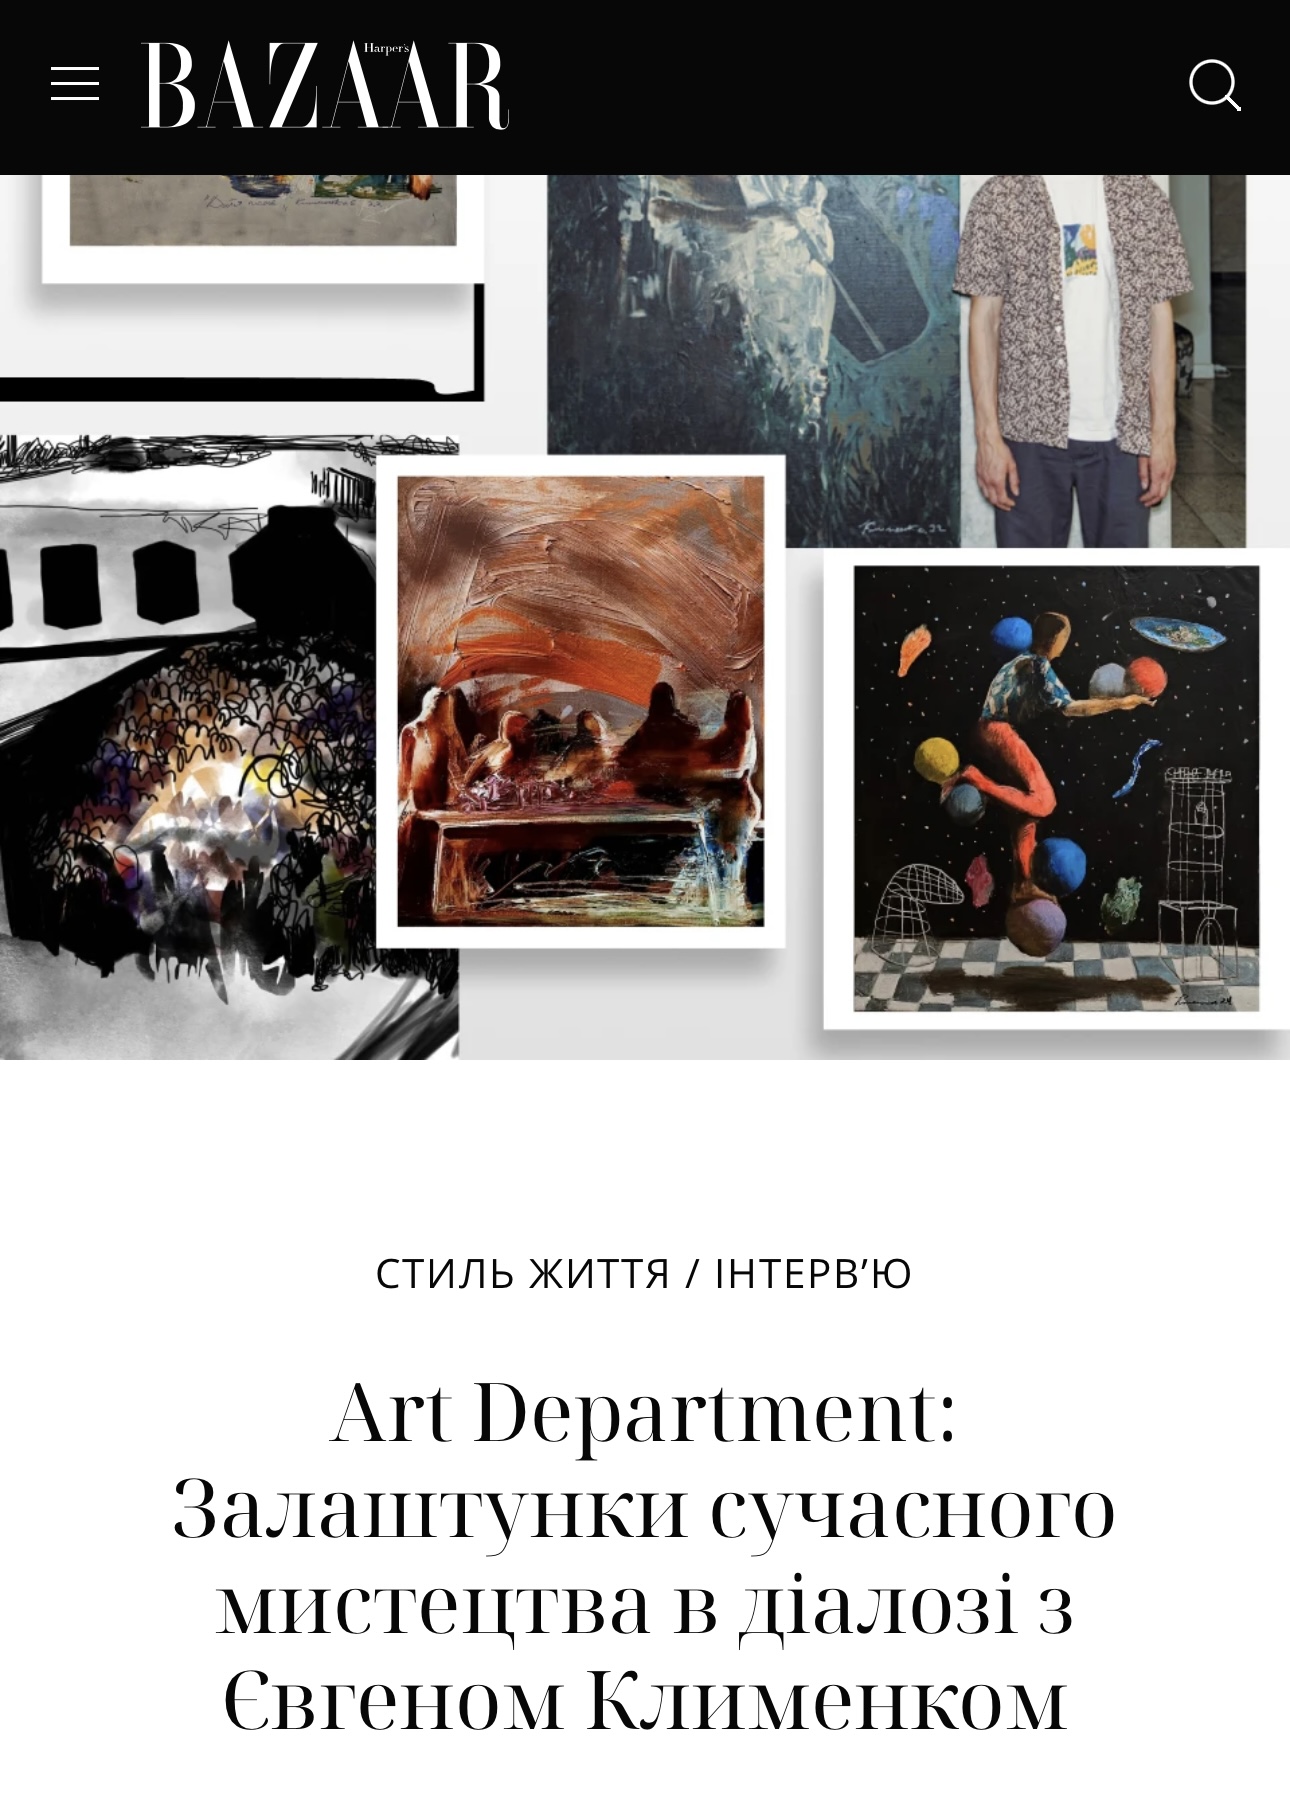 Harper's
BAZAAR
СТИЛЬ ЖИТТЯ / ІНТЕРВ’Ю
Art Department:
Залаштунки сучасного
мистецтва в діалозі з
Євгеном Клименком